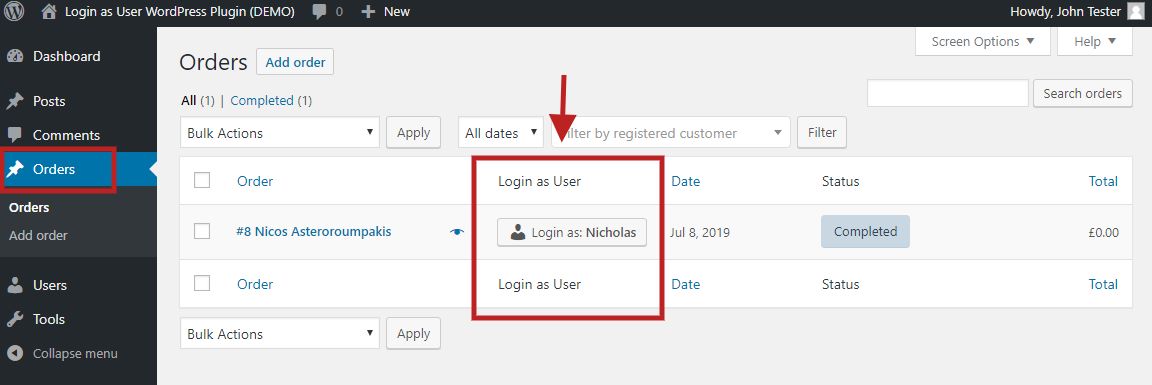 Login as User WordPress Plugin (DEMO) 0 + New Howdy, John Tester
Screen Options Help
Dashboard
Posts
Comments
Orders
Orders
Add order
Users
Tools
Collapse menu
Orders Add order
All (1) | Completed (1) Search orders
Bulk Actions Apply All dates Filter by registered customer Filter
Order Login as User Date Status Total
#8 Nicos Asteroroumpakis Login as: Nicholas Jul 8, 2019 Completed £0.00
Order Login as User Date Status Total
Bulk Actions Apply